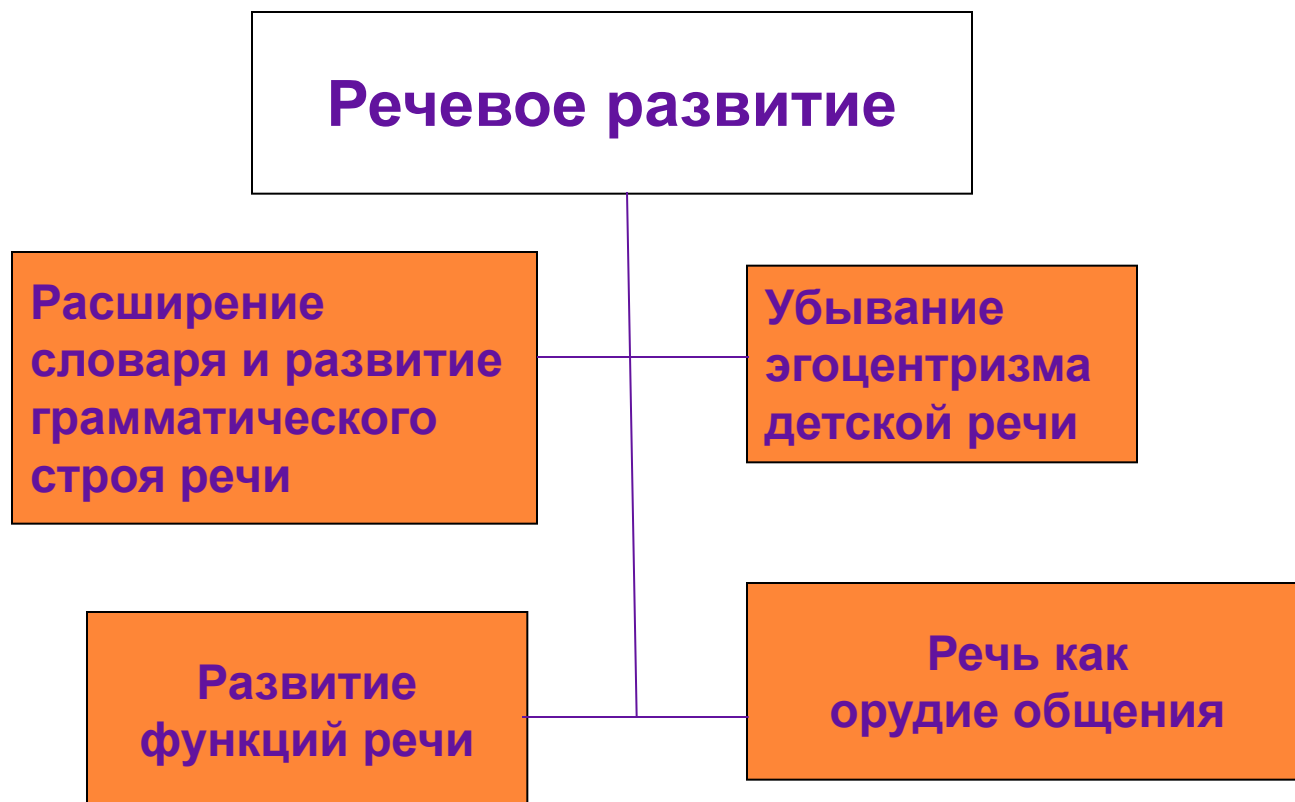 Речевое развитие
Расширение
словаря и развитие
грамматического
строя речи
Убывание
эгоцентризма
детской речи
Развитие
функций речи
Речь как
орудие общения